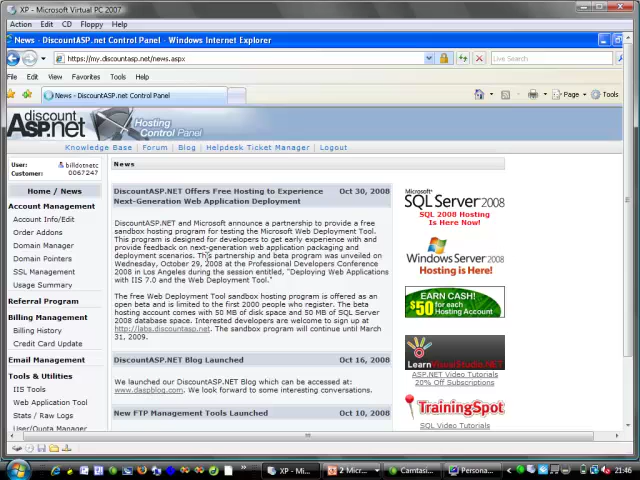 XP - Microsoft Virtual PC 2007
Action Edit CD Floppy Help
News - DiscountASP.net Control Panel - Windows Internet Explorer
https://my.discountasp.net/news.aspx
Live Search
File Edit View Favorites Tools Help
News - DiscountASP.net Control Panel
Page Tools
discount
ASP.net
Hosting
Control Panel
Knowledge Base Forum Blog Helpdesk Ticket Manager Logout
User: billdotnetc
Customer: 0067247
Home / News
Account Management
Account Info/Edit
Order Addons
Domain Manager
Domain Pointers
SSL Management
Usage Summary
Referral Program
Billing Management
Billing History
Credit Card Update
Email Management
Tools & Utilities
IIS Tools
Web Application Tool
Stats / Raw Logs
User/Quota Manager
News
DiscountASP.NET Offers Free Hosting to Experience Oct 30, 2008
Next-Generation Web Application Deployment
DiscountASP.NET and Microsoft announce a partnership to provide a free
sandbox hosting program for testing the Microsoft Web Deployment Tool.
This program is designed for developers to get early experience with and
provide feedback on next-generation web application packaging and
deployment scenarios. This partnership and beta program was unveiled on
Wednesday, October 29, 2008 at the Professional Developers Conference
2008 in Los Angeles during the session entitled, "Deploying Web Applications
with IIS 7.0 and the Web Deployment Tool."
The free Web Deployment Tool sandbox hosting program is offered as an
open beta and is limited to the first 2000 people who register. The beta
hosting account comes with 50 MB of disk space and 50 MB of SQL Server
2008 database space. Interested developers are welcome to sign up at
http://labs.discountasp.net. The sandbox program will continue until March
31, 2009.
DiscountASP.NET Blog Launched Oct 16, 2008
We launched our DiscountASP.NET Blog which can be accessed at:
www.daspblog.com. We look forward to some interesting conversations.
New FTP Management Tools Launched Oct 10, 2008
Microsoft
SQL Server 2008
SQL 2008 Hosting
Is Here Now!
Windows Server 2008
Hosting is Here!
EARN CASH!
$50 for each
Hosting Account
Learn VisualStudio.NET
ASP.NET Video Tutorials
20% Off Subscriptions
TrainingSpot
SQL Video Tutorials
XP - Mi...
2 Micr...
Camtasi...
Persona...
21:46